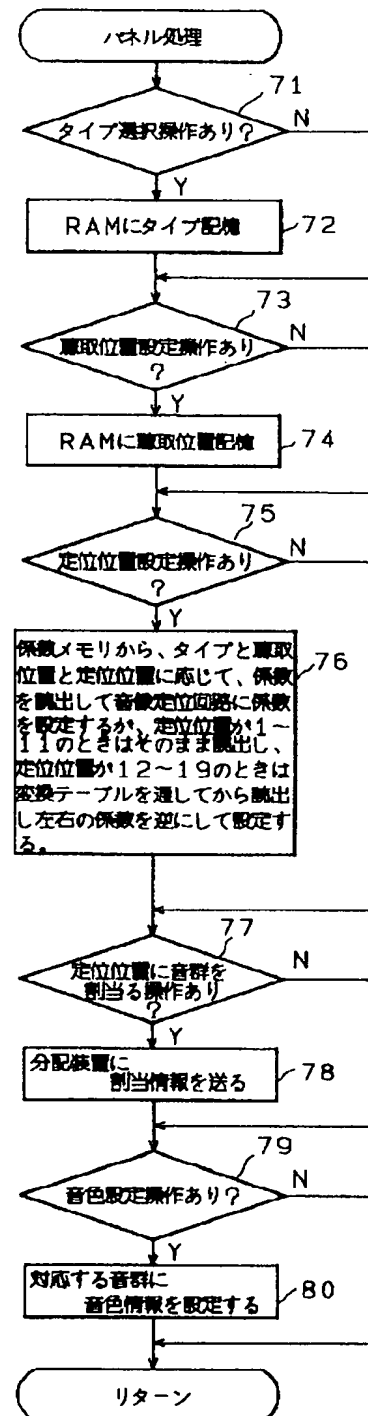 パネル処理
71
タイプ選択操作あり?
N
Y
RAMにタイプ記憶
72
73
聴取位置設定操作あり
?
N
Y
RAMに聴取位置記憶
74
75
定位位置設定操作あり
?
N
Y
係数メモリから、タイプと聴取
位置と定位位置に応じて、係数
を読出して音像定位回路に係数
を設定するが、定位位置が1~
11のときはそのまま読出し、
定位位置が12~19のときは
変換テーブルを通してから読出
し左右の係数を逆にして設定す
る。
76
77
定位位置に音群を
割当る操作あり
?
N
Y
分配装置に
割当情報を送る
78
79
音色設定操作あり?
N
Y
対応する音群に
音色情報を設定する
80
リターン